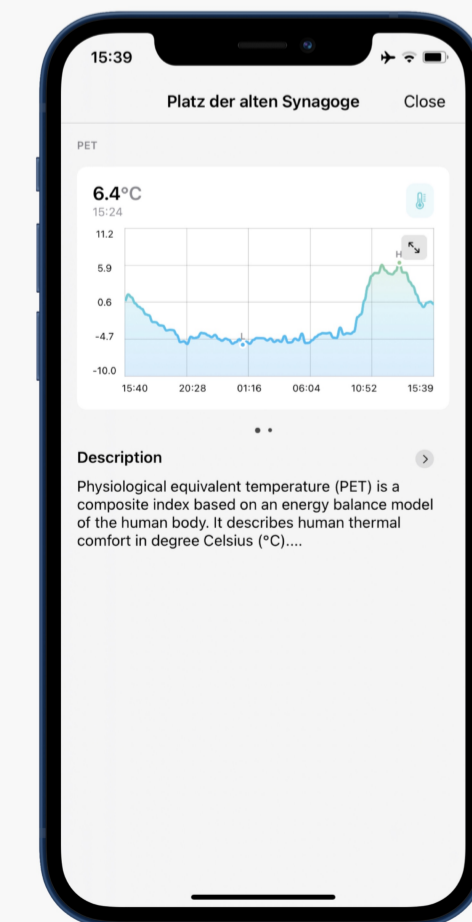 15:39
Platz der alten Synagoge
Close
PET
6.4°C
15:24
11.2
5.9
0.6
-4.7
-10.0
H
L
15:40 20:28 01:16 06:04 10:52 15:39
Description
Physiological equivalent temperature (PET) is a
composite index based on an energy balance model
of the human body. It describes human thermal
comfort in degree Celsius (°C)....